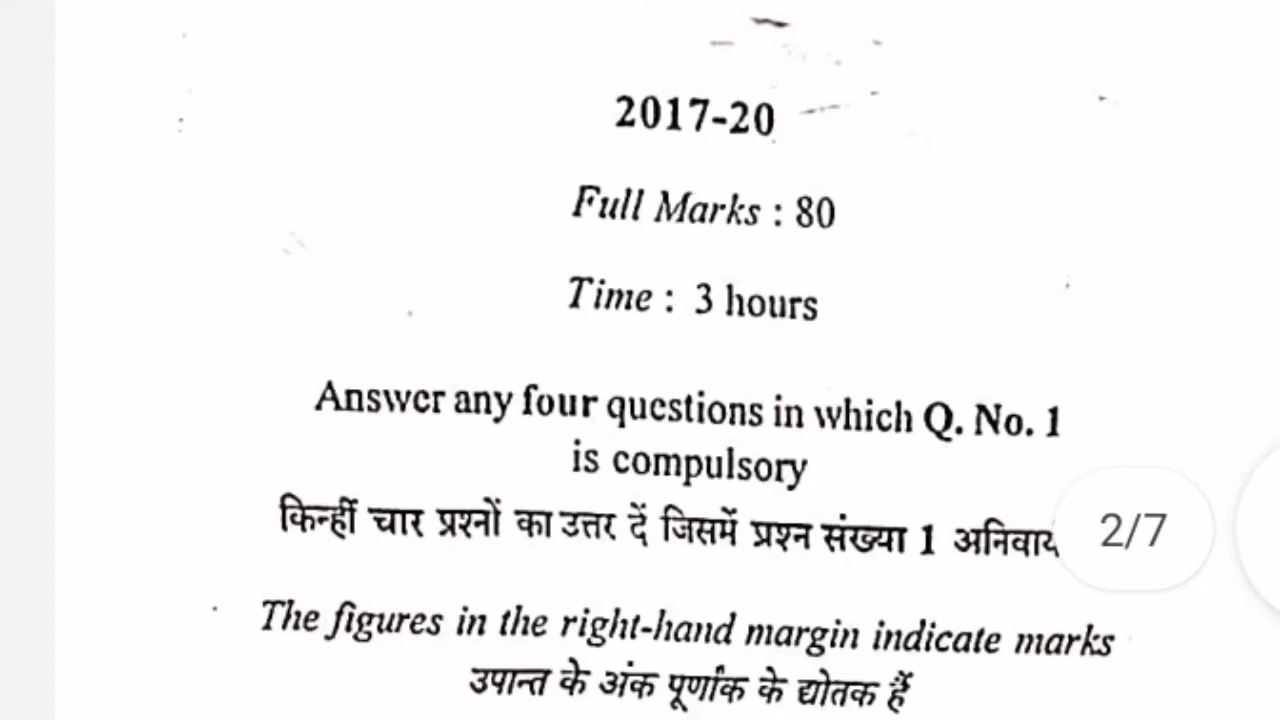 2017-20
Full Marks : 80
Time : 3 hours
Answer any four questions in which Q. No. 1
is compulsory
किन्हीं चार प्रश्नों का उत्तर दें जिसमें प्रश्न संख्या 1
2/7
The figures in the right-hand margin indicate marks
उपान्त के अंक पूर्णांक के द्योतक हैं